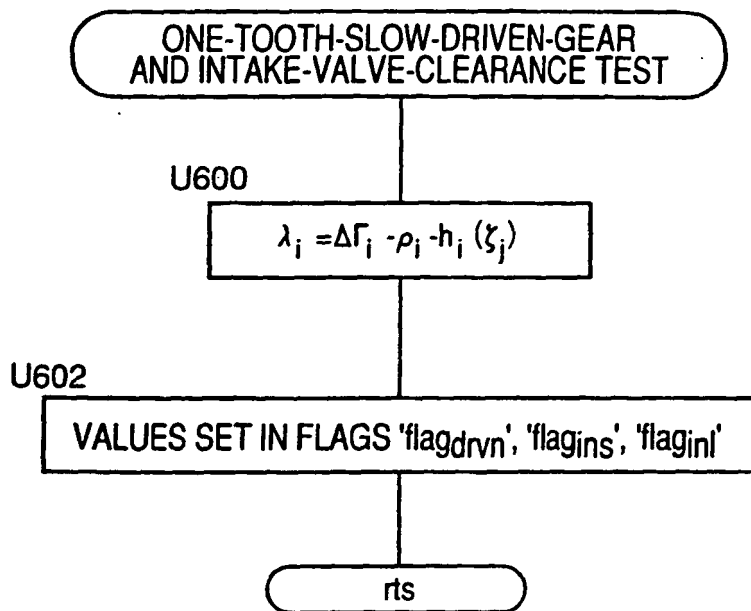 ONE-TOOTH-SLOW-DRIVEN-GEAR
AND INTAKE-VALVE-CLEARANCE TEST
U600
λi =ΔΓi -ρi -hi (ζj)
U602
VALUES SET IN FLAGS 'flagdrvn', 'flagins', 'flaginl'
rts